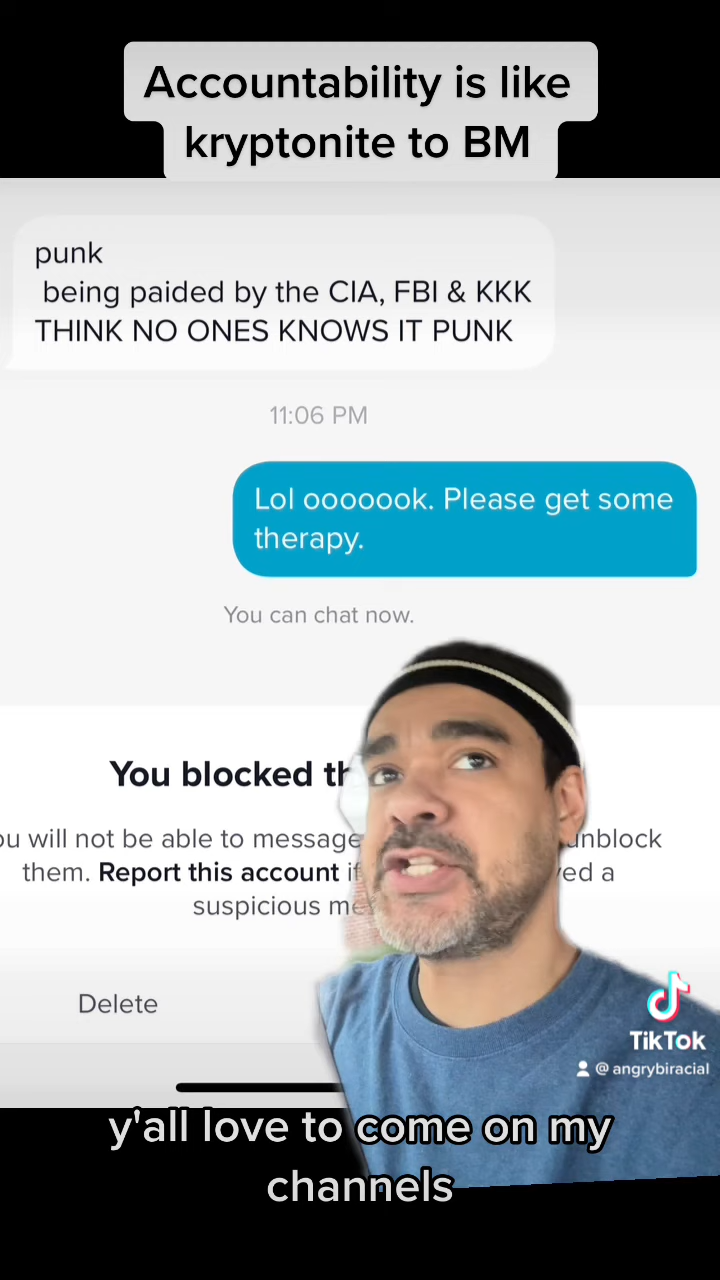 Accountability is like
kryptonite to BM
punk
being paided by the CIA, FBI & KKK
THINK NO ONES KNOWS IT PUNK
11:06 PM
Lol ooooook. Please get some
therapy.
You can chat now.
You blocked
ou will not be able to message unblock
them. Report this account if ed a
suspicious
Delete
TikTok
@ angrybiracial
y'all love to come on my
channels